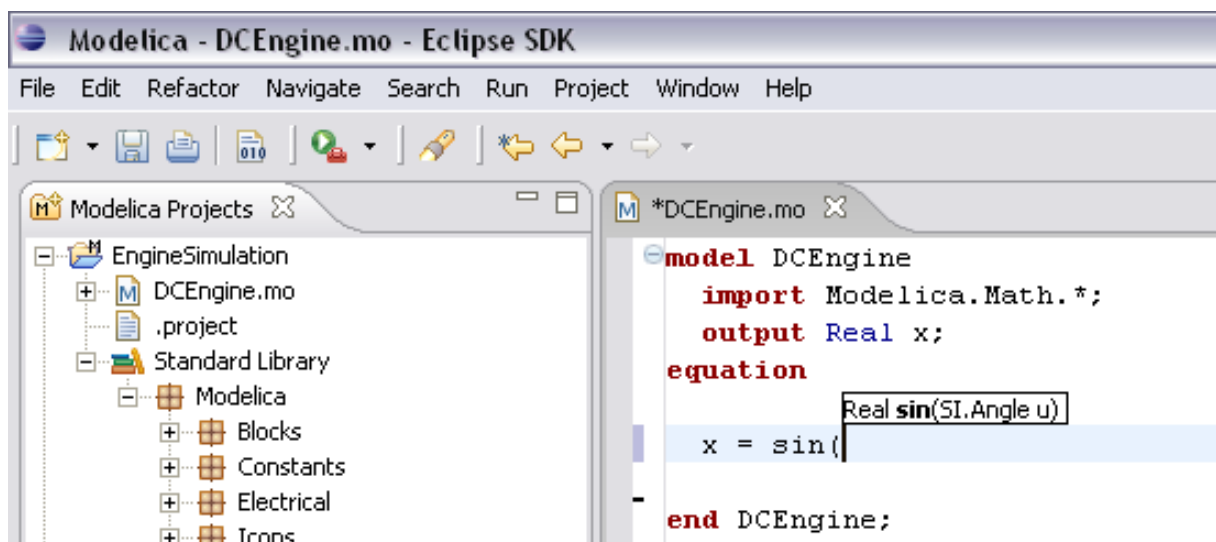 Modelica - DCEngine.mo - Eclipse SDK
File Edit Refactor Navigate Search Run Project Window Help
010
M Modelica Projects
M EngineSimulation
M DCEngine.mo
.project
Standard Library
Modelica
Blocks
Constants
Electrical
Icons
M *DCEngine.mo
model DCEngine
import Modelica.Math.*;
output Real x;
equation
Real sin(SI.Angle u)
x = sin(
end DCEngine;